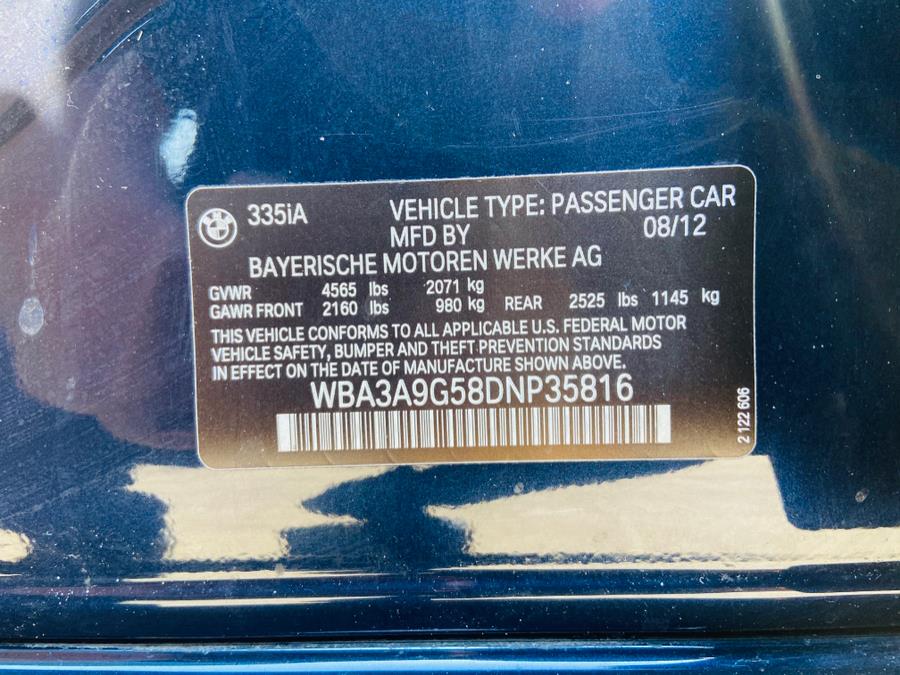 335iA VEHICLE TYPE: PASSENGER CAR
MFD BY 08/12
BAYERISCHE MOTOREN WERKE AG
GVWR 4565 lbs 2071 kg
GAWR FRONT 2160 lbs 980 kg REAR 2525 lbs 1145 kg
THIS VEHICLE CONFORMS TO ALL APPLICABLE U.S. FEDERAL MOTOR
VEHICLE SAFETY, BUMPER AND THEFT PREVENTION STANDARDS
IN EFFECT ON THE DATE OF MANUFACTURE SHOWN ABOVE.
WBA3A9G58DNP35816
2 122 606